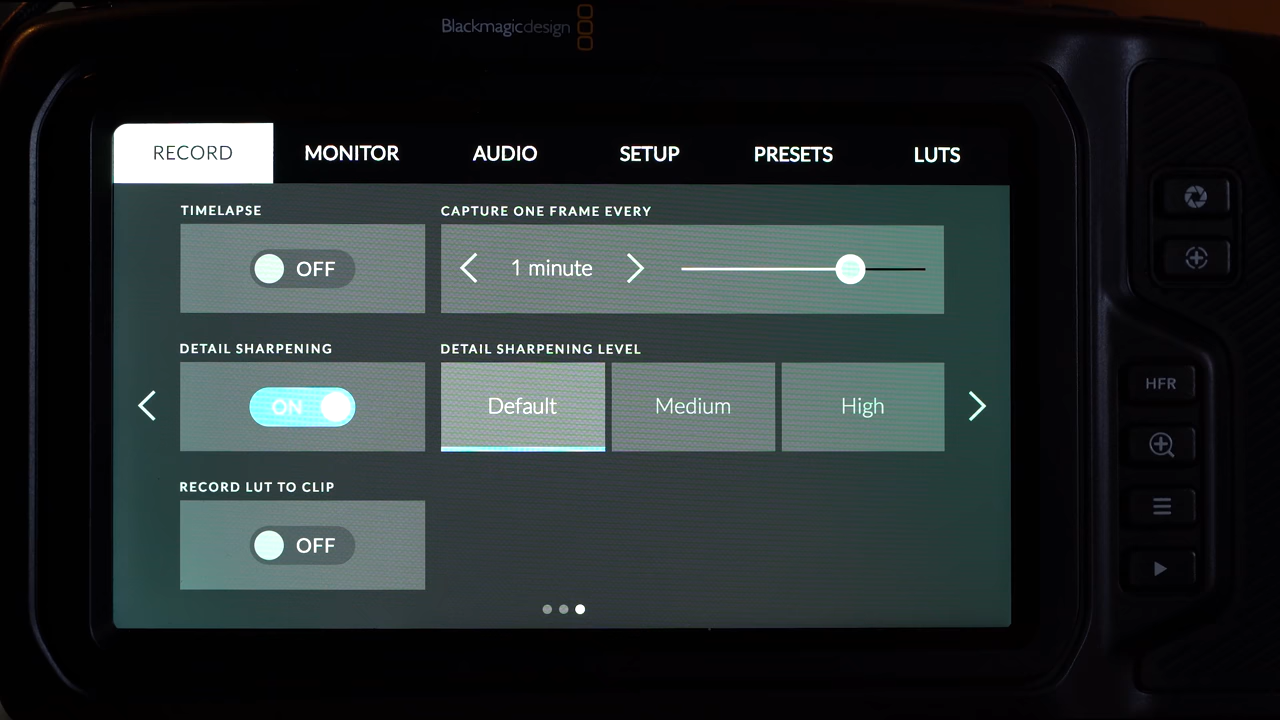 Blackmagicdesign
RECORD MONITOR AUDIO SETUP PRESETS LUTS
TIMELAPSE CAPTURE ONE FRAME EVERY
OFF 1 minute
DETAIL SHARPENING DETAIL SHARPENING LEVEL
ON Default Medium High
HFR
RECORD LUT TO CLIP
OFF